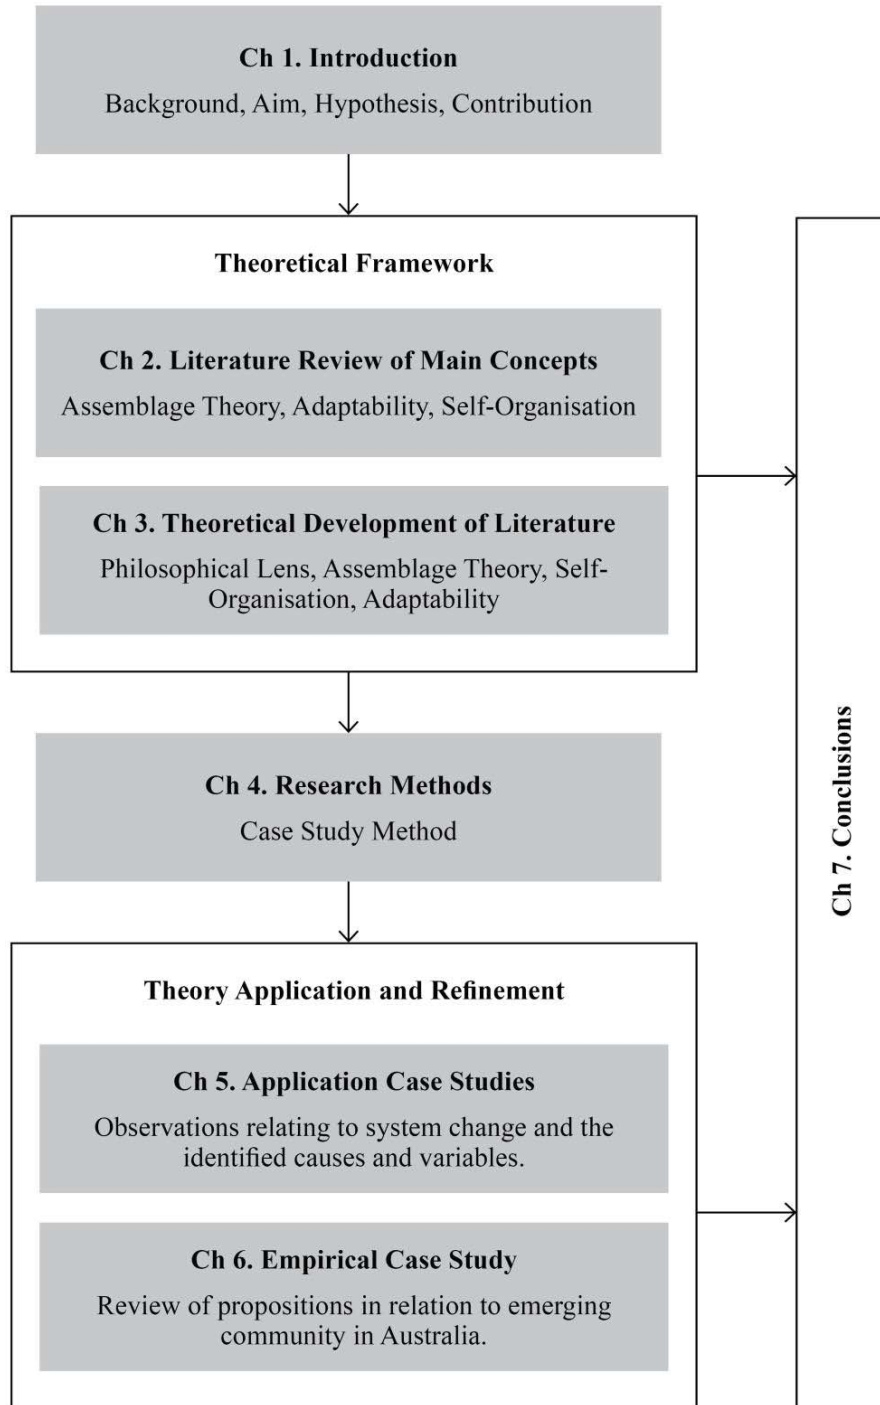 Ch 1. Introduction
Background, Aim, Hypothesis, Contribution
Theoretical Framework
Ch 2. Literature Review of Main Concepts
Assemblage Theory, Adaptability, Self-Organisation
Ch 3. Theoretical Development of Literature
Philosophical Lens, Assemblage Theory, Self-
Organisation, Adaptability
Ch 4. Research Methods
Case Study Method
Theory Application and Refinement
Ch 5. Application Case Studies
Observations relating to system change and the
identified causes and variables.
Ch 6. Empirical Case Study
Review of propositions in relation to emerging
community in Australia.
Ch 7. Conclusions